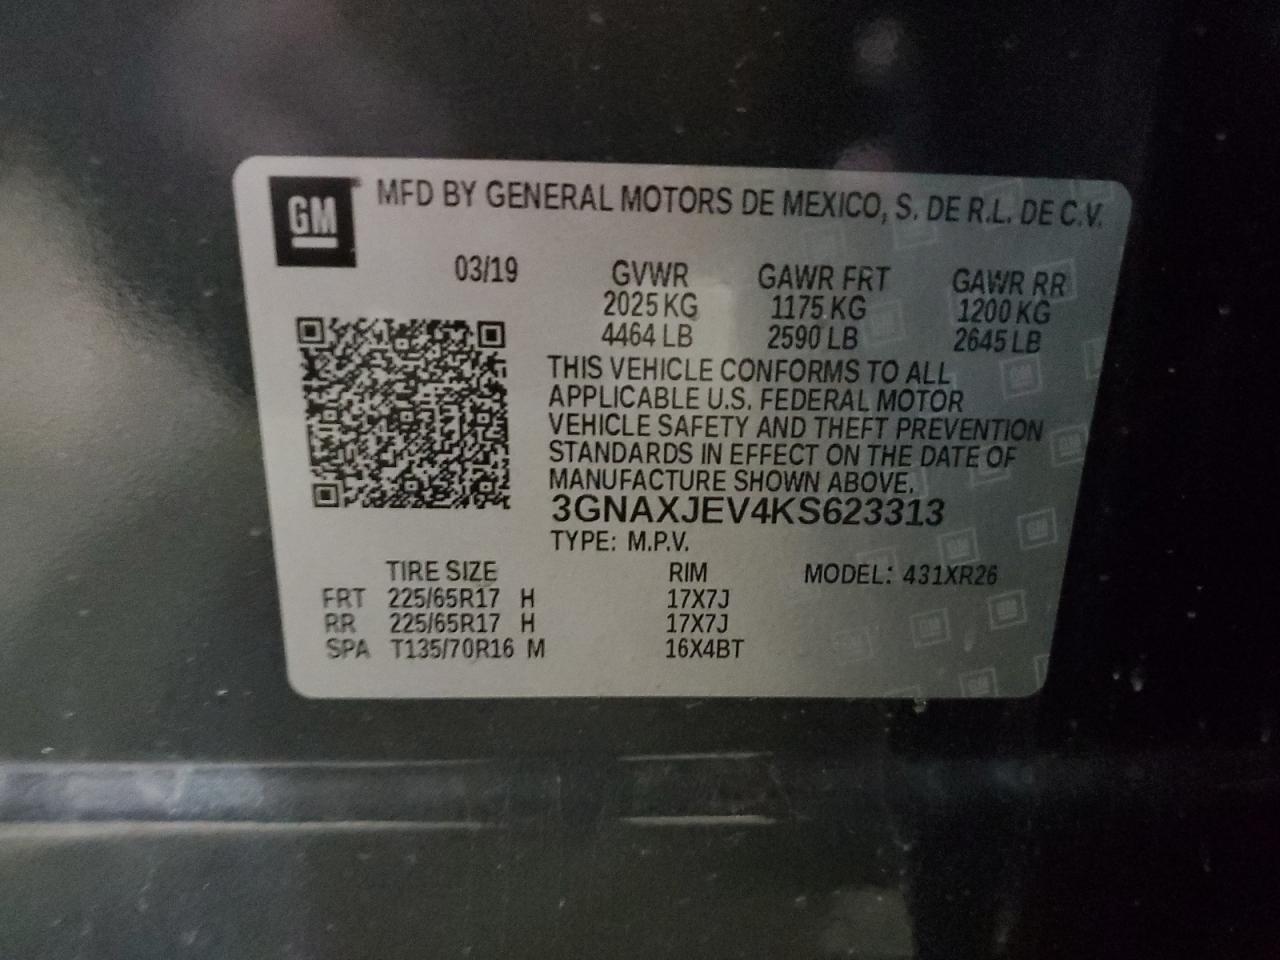 GM
MFD BY GENERAL MOTORS DE MEXICO, S. DE R.L. DE C.V.
03/19 GVWR GAWR FRT GAWR RR
2025 KG 1175 KG 1200 KG
4464 LB 2590 LB 2645 LB
THIS VEHICLE CONFORMS TO ALL
APPLICABLE U.S. FEDERAL MOTOR
VEHICLE SAFETY AND THEFT PREVENTION
STANDARDS IN EFFECT ON THE DATE OF
MANUFACTURE SHOWN ABOVE.
3GNAXJEV4KS623313
TYPE: M.P.V.
TIRE SIZE RIM MODEL: 431XR26
FRT 225/65R17 H 17X7J
RR 225/65R17 H 17X7J
SPA T135/70R16 M 16X4BT